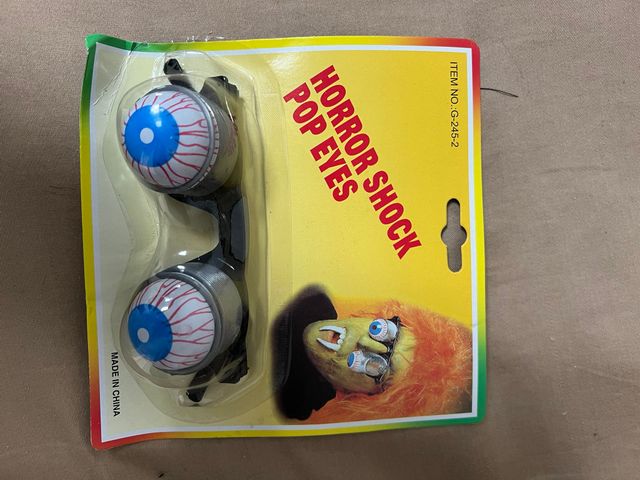 ITEM NO.:G-245-2
HORROR SHOCK
POP EYES
MADE IN CHINA